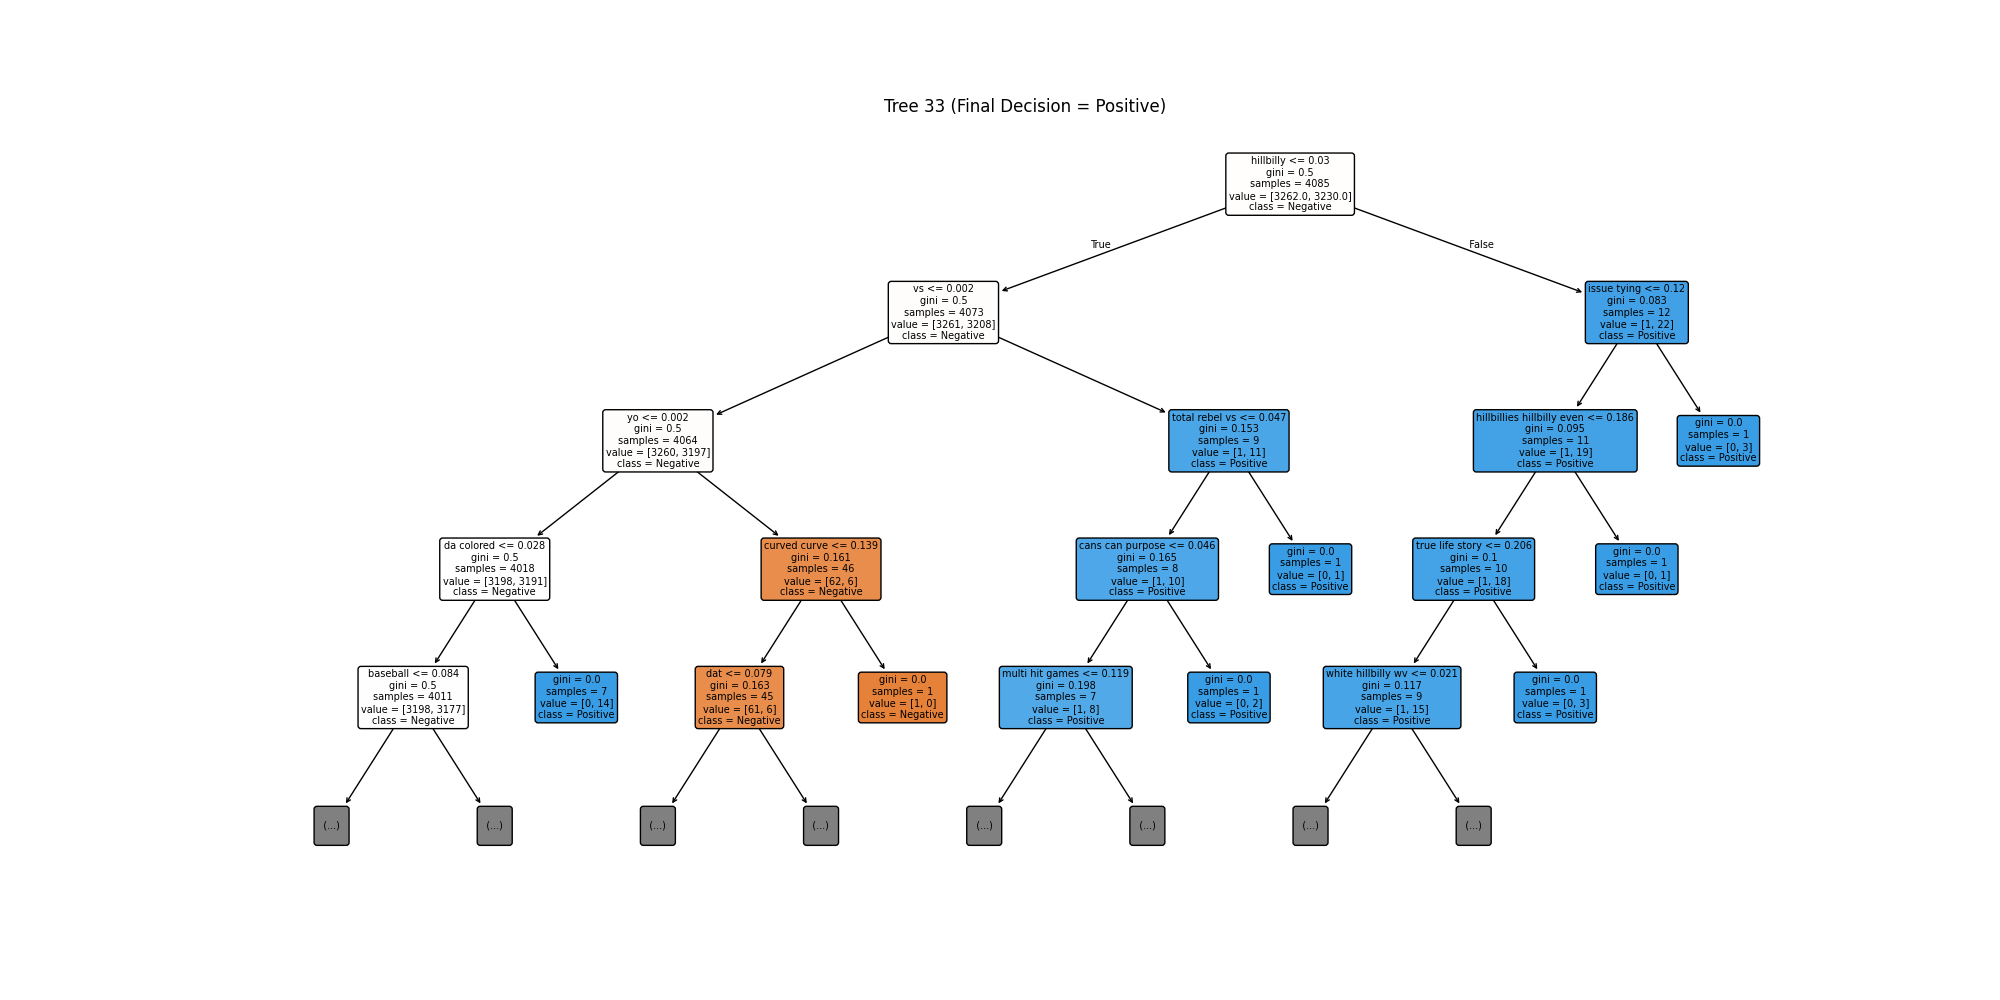 Tree 33 (Final Decision = Positive)
hillbilly <= 0.03
gini = 0.5
samples = 4085
value = [3262.0, 3230.0]
class = Negative
True
False
vs <= 0.002
gini = 0.5
samples = 4073
value = [3261, 3208]
class = Negative
issue tying <= 0.12
gini = 0.083
samples = 12
value = [1, 22]
class = Positive
yo <= 0.002
gini = 0.5
samples = 4064
value = [3260, 3197]
class = Negative
total rebel vs <= 0.047
gini = 0.153
samples = 9
value = [1, 11]
class = Positive
hillbillies hillbilly even <= 0.186
gini = 0.095
samples = 11
value = [1, 19]
class = Positive
gini = 0.0
samples = 1
value = [0, 3]
class = Positive
da colored <= 0.028
gini = 0.5
samples = 4018
value = [3198, 3191]
class = Negative
curved curve <= 0.139
gini = 0.161
samples = 46
value = [62, 6]
class = Negative
cans can purpose <= 0.046
gini = 0.165
samples = 8
value = [1, 10]
class = Positive
gini = 0.0
samples = 1
value = [0, 1]
class = Positive
true life story <= 0.206
gini = 0.1
samples = 10
value = [1, 18]
class = Positive
gini = 0.0
samples = 1
value = [0, 1]
class = Positive
baseball <= 0.084
gini = 0.5
samples = 4011
value = [3198, 3177]
class = Negative
gini = 0.0
samples = 7
value = [0, 14]
class = Positive
dat <= 0.079
gini = 0.163
samples = 45
value = [61, 6]
class = Negative
gini = 0.0
samples = 1
value = [1, 0]
class = Negative
multi hit games <= 0.119
gini = 0.198
samples = 7
value = [1, 8]
class = Positive
gini = 0.0
samples = 1
value = [0, 2]
class = Positive
white hillbilly wv <= 0.021
gini = 0.117
samples = 9
value = [1, 15]
class = Positive
gini = 0.0
samples = 1
value = [0, 3]
class = Positive
(...)
(...)
(...)
(...)
(...)
(...)
(...)
(...)